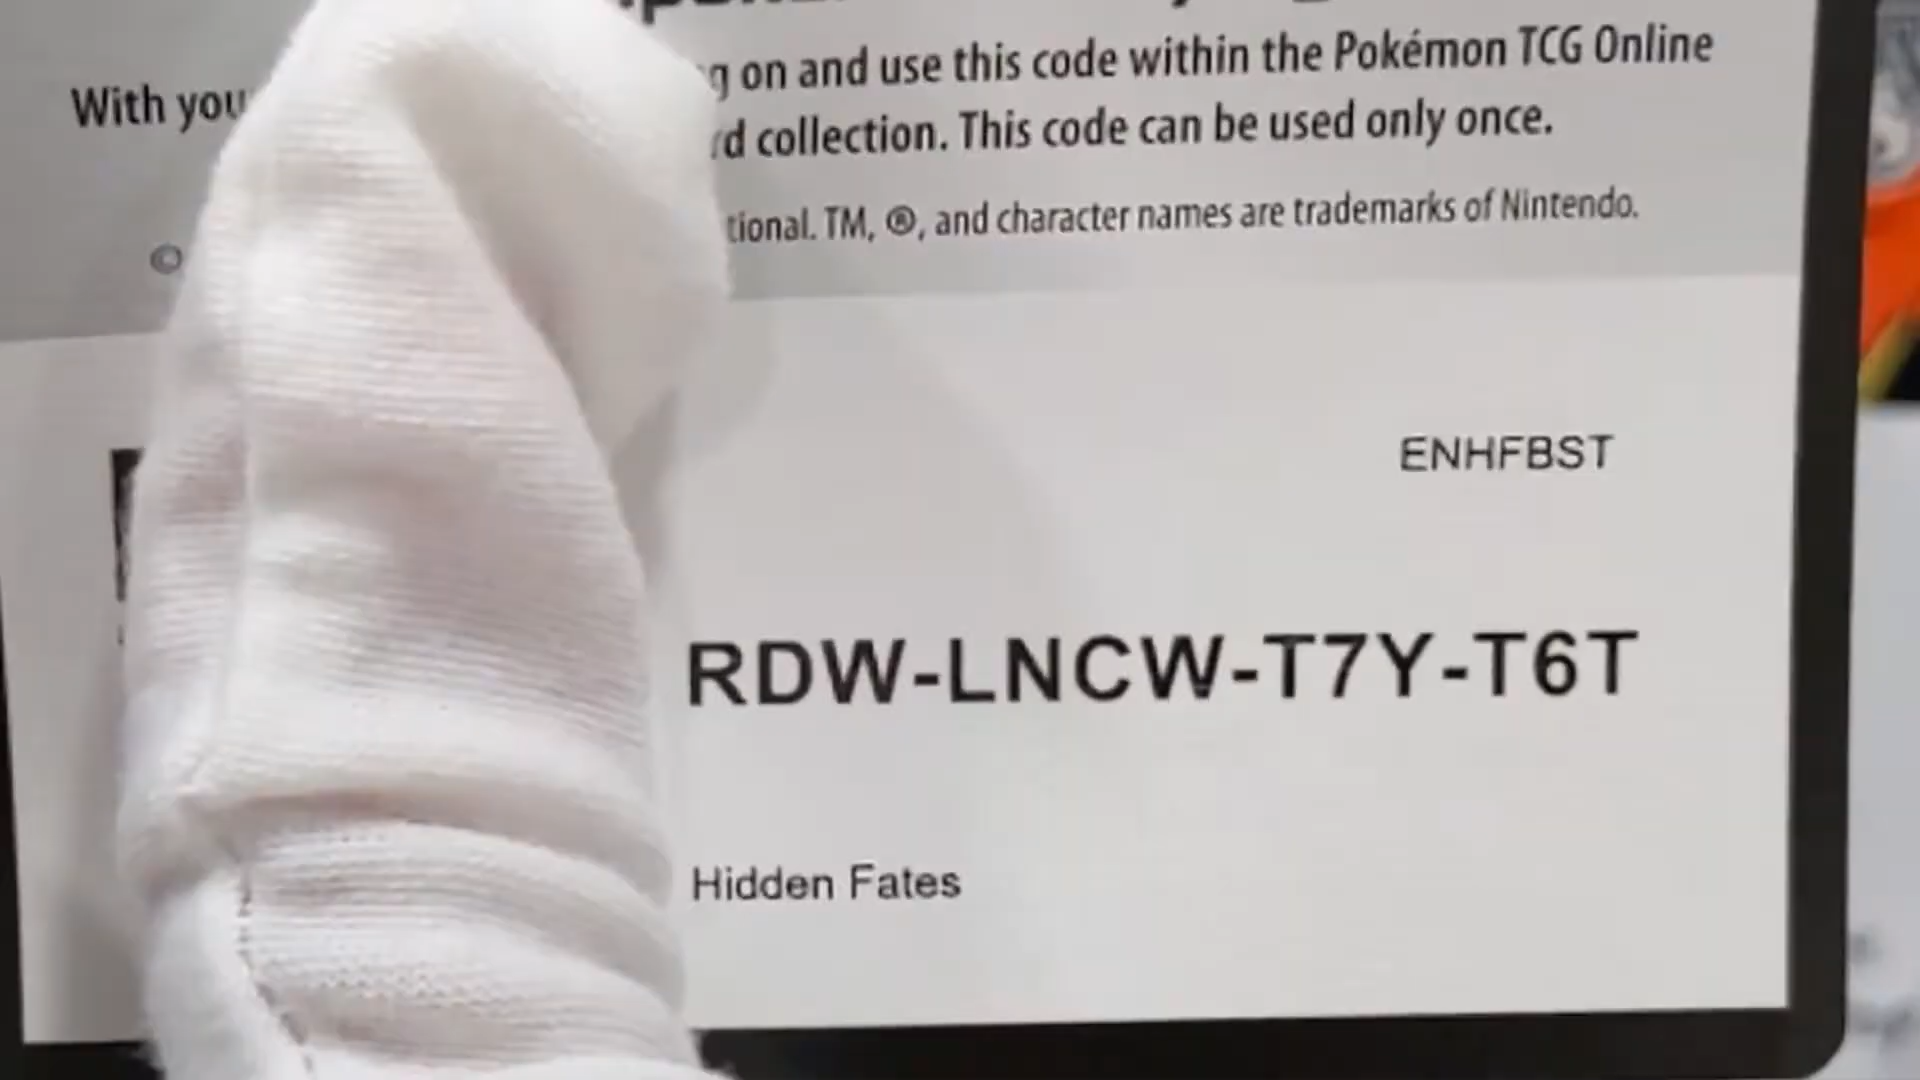 With you g on and use this code within the Pokémon TCG Online
d collection. This code can be used only once.
© tional. TM, ®, and character names are trademarks of Nintendo.
ENHFBST
RDW-LNCW-T7Y-T6T
Hidden Fates